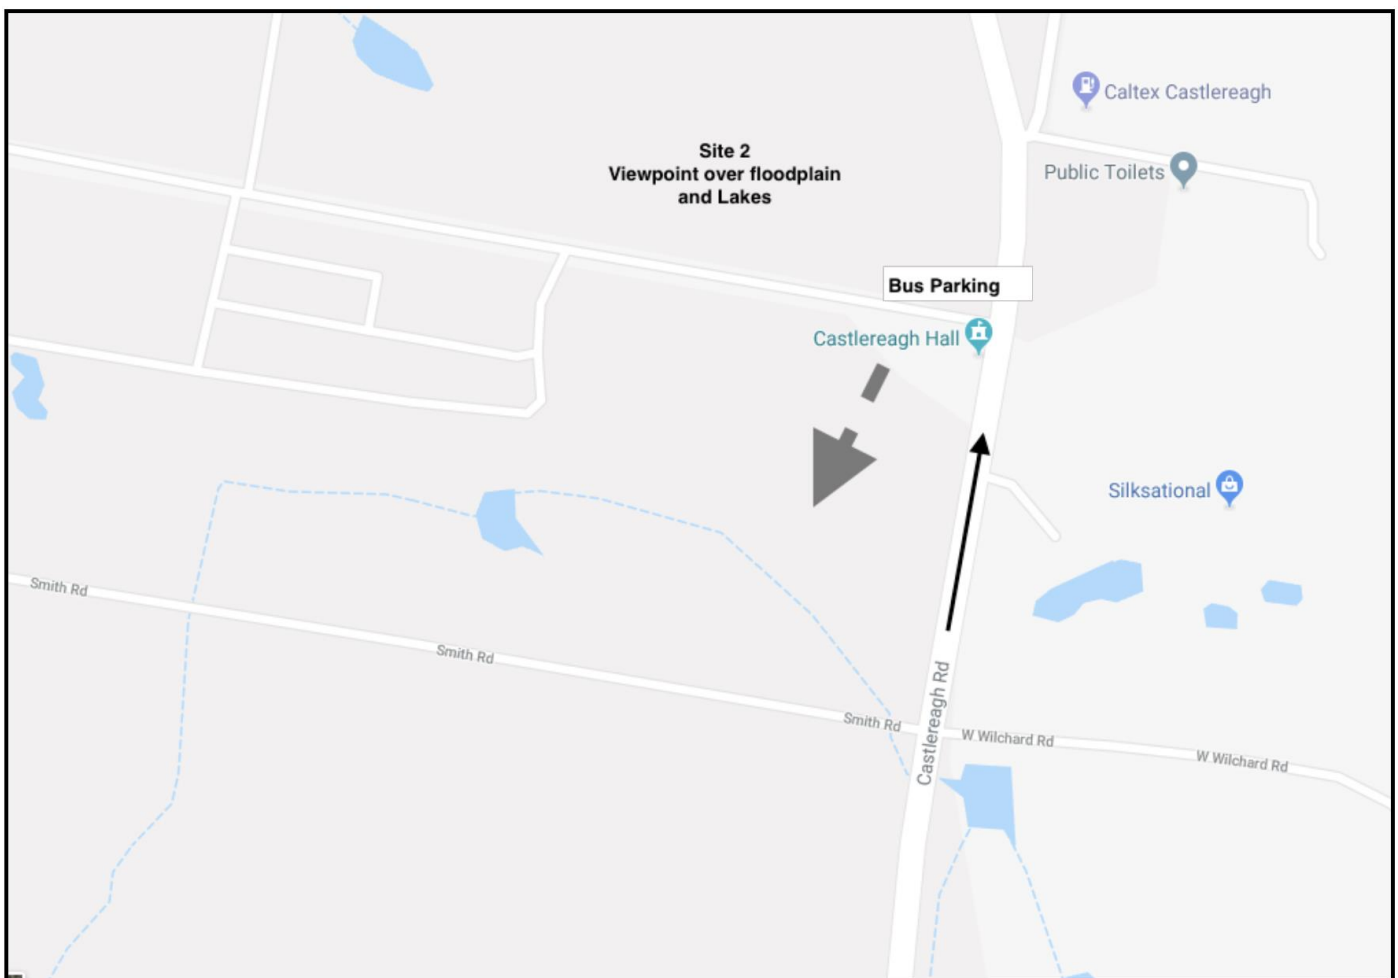 Caltex Castlereagh
Site 2
Viewpoint over floodplain
and Lakes
Public Toilets
Bus Parking
Castlereagh Hall
Silksational
Smith Rd
Smith Rd
Smith Rd
Castlereagh Rd
W Wilchard Rd
W Wilchard Rd